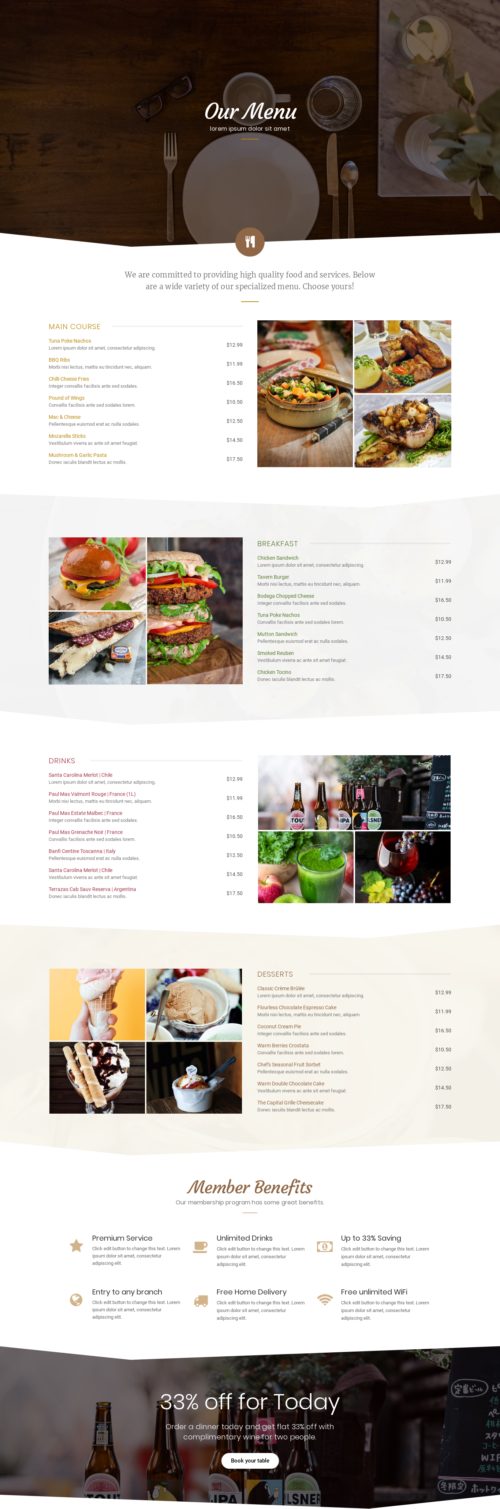 Our Menu
lorem ipsum dolor sit amet
We are committed to providing high quality food and services. Below
are a wide variety of our specialized menu. Choose yours!
MAIN COURSE
Tuna Poke Nachos
Lorem ipsum dolor sit amet, consectetur adipiscing.
$12.99
BBQ Ribs
Morbi nisi lectus, mattis eu tincidunt nec, aliquam.
$11.99
Chilli Cheese Fries
Integer convallis facilisis ante sed sodales.
$16.50
Pound of Wings
Convallis facilisis ante sed sodales lorem.
$10.50
Mac & Cheese
Pellentesque euismod erat ac nulla sodales.
$12.50
Mozarella Sticks
Vestibulum viverra ac ante sit amet feugiat.
$14.50
Mushroom & Garlic Pasta
Donec iaculis blandit lectus ac mollis.
$17.50
BREAKFAST
Chicken Sandwich
Lorem ipsum dolor sit amet, consectetur adipiscing.
$12.99
Tavern Burger
Morbi nisi lectus, mattis eu tincidunt nec, aliquam.
$11.99
Bodega Chopped Cheese
Integer convallis facilisis ante sed sodales.
$16.50
Tuna Poke Nachos
Convallis facilisis ante sed sodales lorem.
$10.50
Mutton Sandwich
Pellentesque euismod erat ac nulla sodales.
$12.50
Smoked Reuben
Vestibulum viverra ac ante sit amet feugiat.
$14.50
Chicken Tocino
Donec iaculis blandit lectus ac mollis.
$17.50
DRINKS
Santa Carolina Merlot | Chile
Lorem ipsum dolor sit amet, consectetur adipiscing.
$12.99
Paul Mas Valmont Rouge | France (1L)
Morbi nisi lectus, mattis eu tincidunt nec, aliquam.
$11.99
Paul Mas Estate Malbec | France
Integer convallis facilisis ante sed sodales.
$16.50
Paul Mas Grenache Noir | France
Convallis facilisis ante sed sodales lorem.
$10.50
Banfi Centine Toscanna | Italy
Pellentesque euismod erat ac nulla sodales.
$12.50
Santa Carolina Merlot | Chile
Vestibulum viverra ac ante sit amet feugiat.
$14.50
Terrazas Cab Sauv Reserva | Argentina
Donec iaculis blandit lectus ac mollis.
$17.50
DESSERTS
Classic Crème Brûlée
Lorem ipsum dolor sit amet, consectetur adipiscing.
$12.99
Flourless Chocolate Espresso Cake
Morbi nisi lectus, mattis eu tincidunt nec, aliquam.
$11.99
Coconut Cream Pie
Integer convallis facilisis ante sed sodales.
$16.50
Warm Berries Crostata
Convallis facilisis ante sed sodales lorem.
$10.50
Chef's Seasonal Fruit Sorbet
Pellentesque euismod erat ac nulla sodales.
$12.50
Warm Double Chocolate Cake
Vestibulum viverra ac ante sit amet feugiat.
$14.50
The Capital Grille Cheesecake
Donec iaculis blandit lectus ac mollis.
$17.50
Member Benefits
Our membership program has some great benefits.
Premium Service
Click edit button to change this text. Lorem
ipsum dolor sit amet, consectetur
adipiscing elit.
Unlimited Drinks
Click edit button to change this text. Lorem
ipsum dolor sit amet, consectetur
adipiscing elit.
Up to 33% Saving
Click edit button to change this text. Lorem
ipsum dolor sit amet, consectetur
adipiscing elit.
Entry to any branch
Click edit button to change this text. Lorem
ipsum dolor sit amet, consectetur
adipiscing elit.
Free Home Delivery
Click edit button to change this text. Lorem
ipsum dolor sit amet, consectetur
adipiscing elit.
Free unlimited WiFi
Click edit button to change this text. Lorem
ipsum dolor sit amet, consectetur
adipiscing elit.
33% off for Today
Order a dinner today and get flat 33% off with
complimentary wine for two people.
Book your table